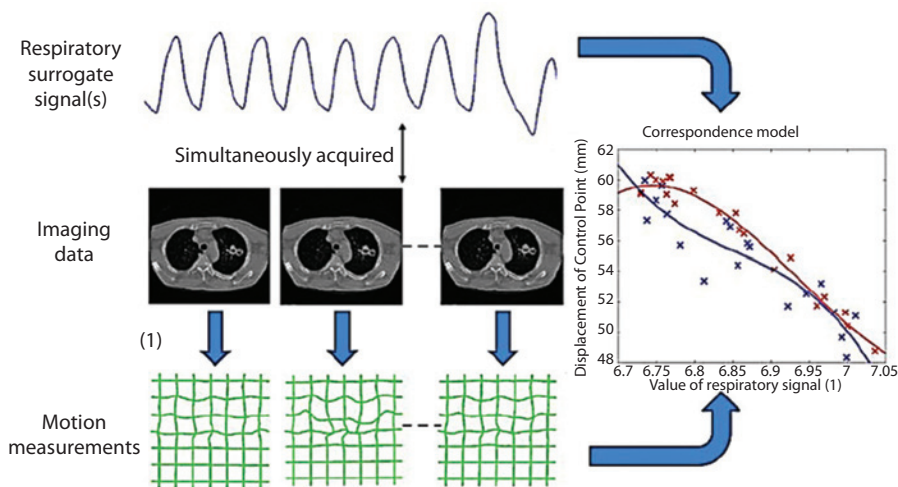 Respiratory
surrogate
signal(s)
Simultaneously acquired
Imaging
data
(1)
Motion
measurements
Correspondence model
Displacement of Control Point (mm)
62
60
58
56
54
52
50
48
6.7 6.75 6.8 6.85 6.9 6.95 7 7.05
Value of respiratory signal (1)